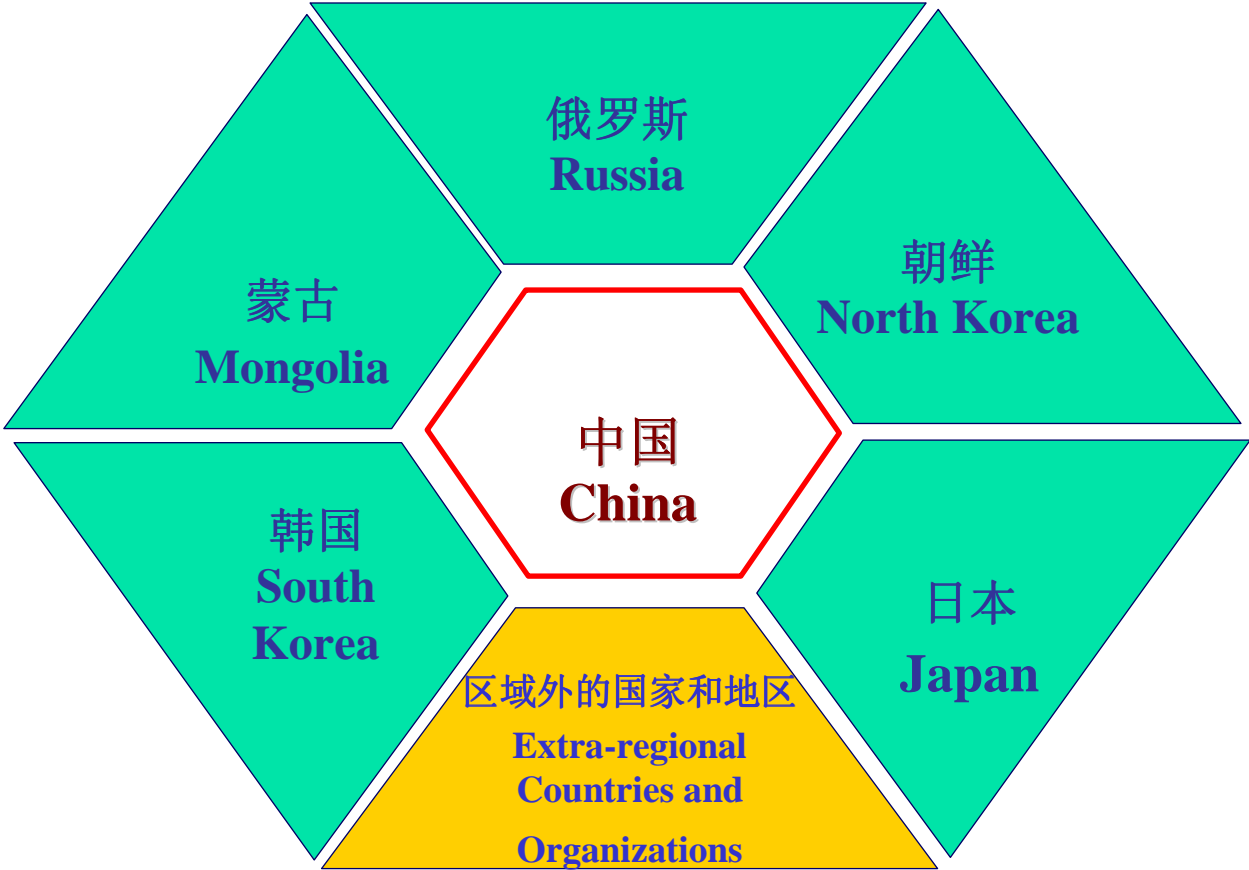 俄罗斯
Russia
朝鲜
North Korea
蒙古
Mongolia
中国
China
韩国
South
Korea
日本
Japan
区域外的国家和地区
Extra-regional
Countries and
Organizations